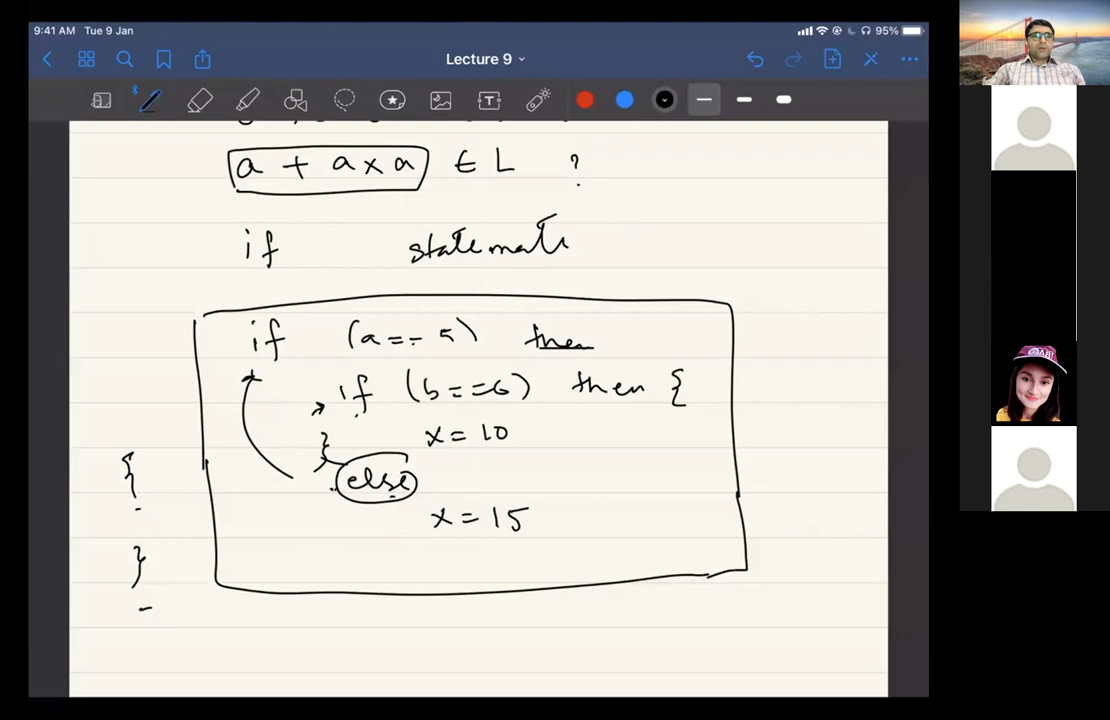 9:41 AM Tue 9 Jan 95%
Lecture 9
a + a x a ∈ L ?
if statemate
if (a == 5) then
if (b == 6) then {
x = 10
}
else
{
x = 15
}